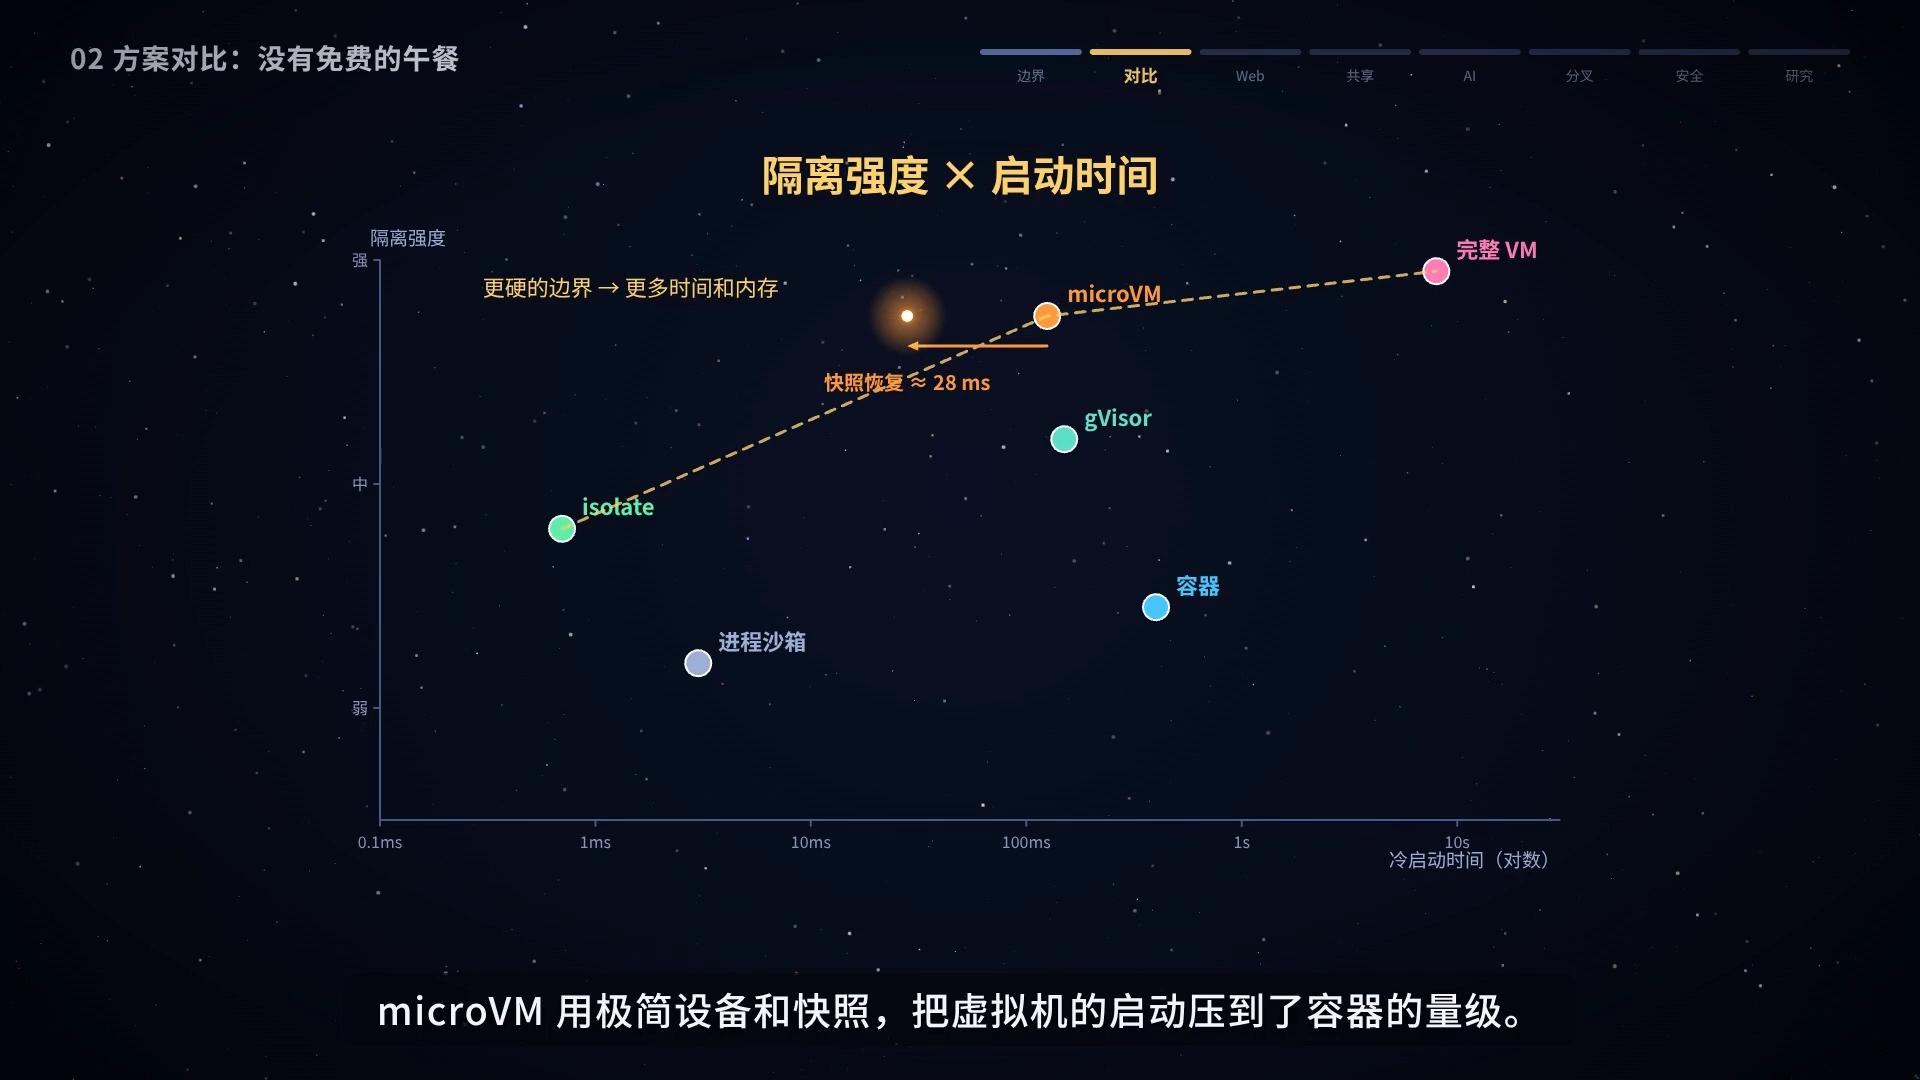 02 方案对比：没有免费的午餐
边界
对比
Web
共享
AI
分叉
安全
研究
隔离强度 × 启动时间
隔离强度
强
更硬的边界 → 更多时间和内存
完整 VM
microVM
快照恢复 ≈ 28 ms
gVisor
中
isolate
容器
进程沙箱
弱
0.1ms
1ms
10ms
100ms
1s
10s
冷启动时间（对数）
microVM 用极简设备和快照，把虚拟机的启动压到了容器的量级。